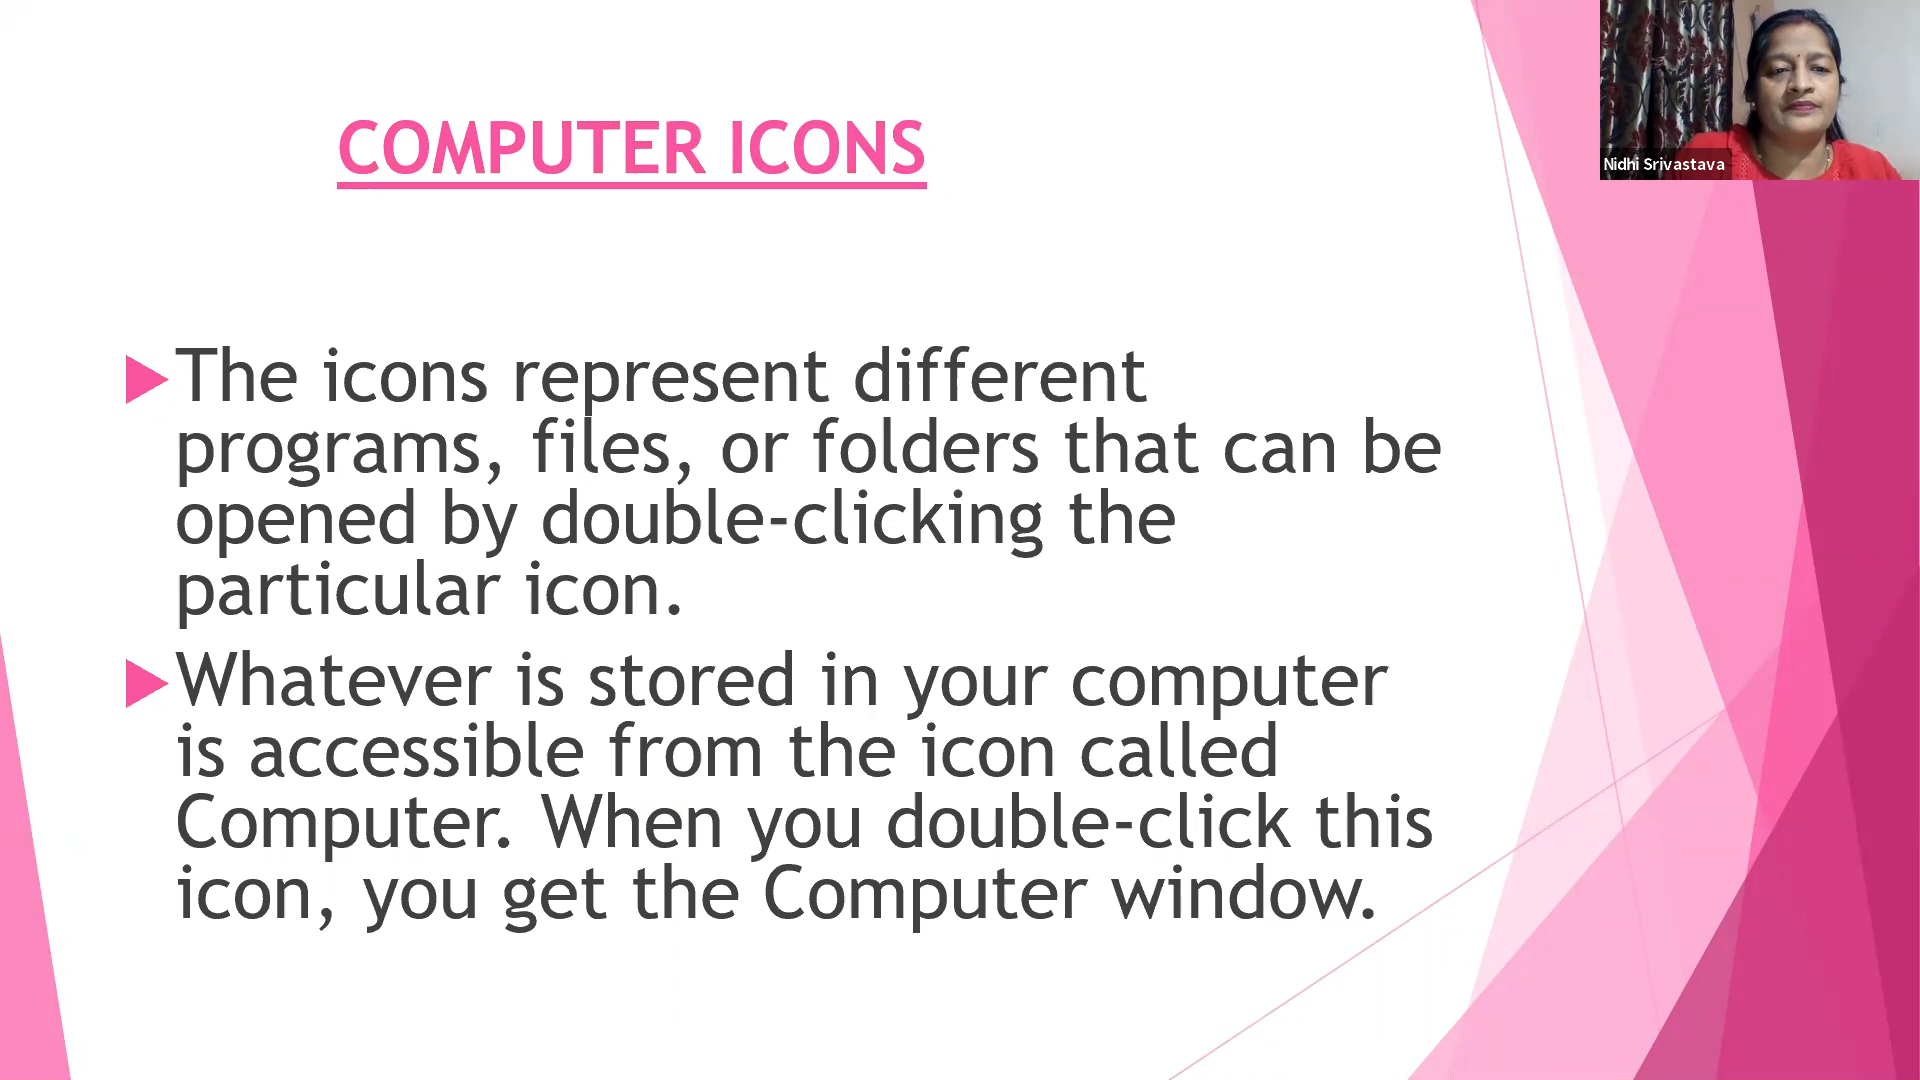 COMPUTER ICONS
Nidhi Srivastava
The icons represent different
programs, files, or folders that can be
opened by double-clicking the
particular icon.
Whatever is stored in your computer
is accessible from the icon called
Computer. When you double-click this
icon, you get the Computer window.